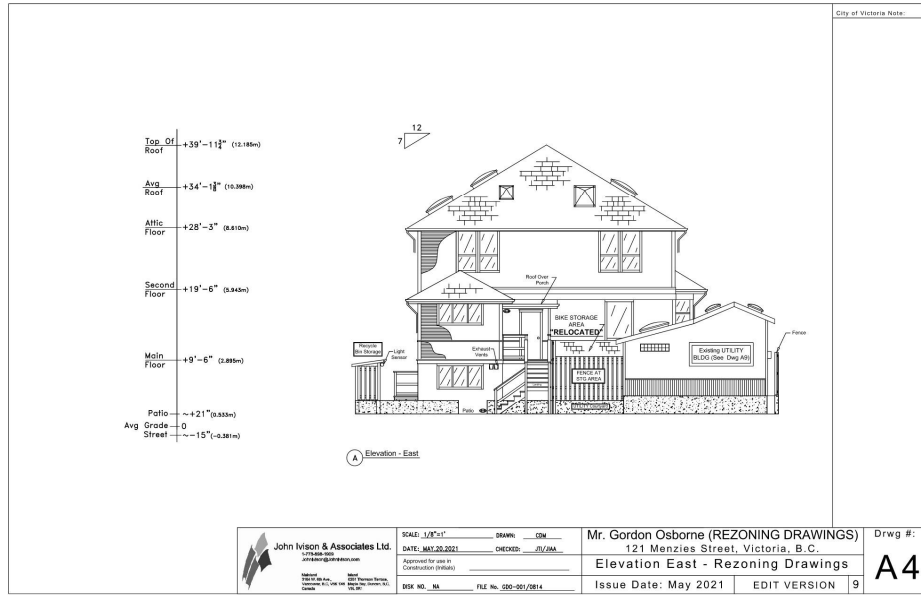 City of Victoria Note:
12
7
Top Of Roof +39'-11¾" (12.185m)
Avg Roof +34'-1⅜" (10.398m)
Attic Floor +28'-3" (8.610m)
Second Floor +19'-6" (5.943m)
Main Floor +9'-6" (2.895m)
Patio ~+21" (0.533m)
Avg Grade 0
Street ~-15" (-0.381m)
Roof Over
Porch
BIKE STORAGE
AREA
"RELOCATED"
Fence
Recycle
Bin Storage
Light
Sensor
Exhaust
Vents
Existing UTILITY
BLDG (See Dwg A9)
FENCE AT
STG AREA
Patio
A Elevation - East
John Ivison & Associates Ltd.
Mainland
Canada
Island
SCALE: 1/8"=1' DRAWN: CDM
DATE: MAY.20.2021 CHECKED: JTI/JIAA
Approved for use in
Construction (Initials)
DISK NO. NA FILE No. GDO-001/0814
Mr. Gordon Osborne (REZONING DRAWINGS)
121 Menzies Street, Victoria, B.C.
Elevation East - Rezoning Drawings
Issue Date: May 2021 EDIT VERSION 9
Drwg #:
A4